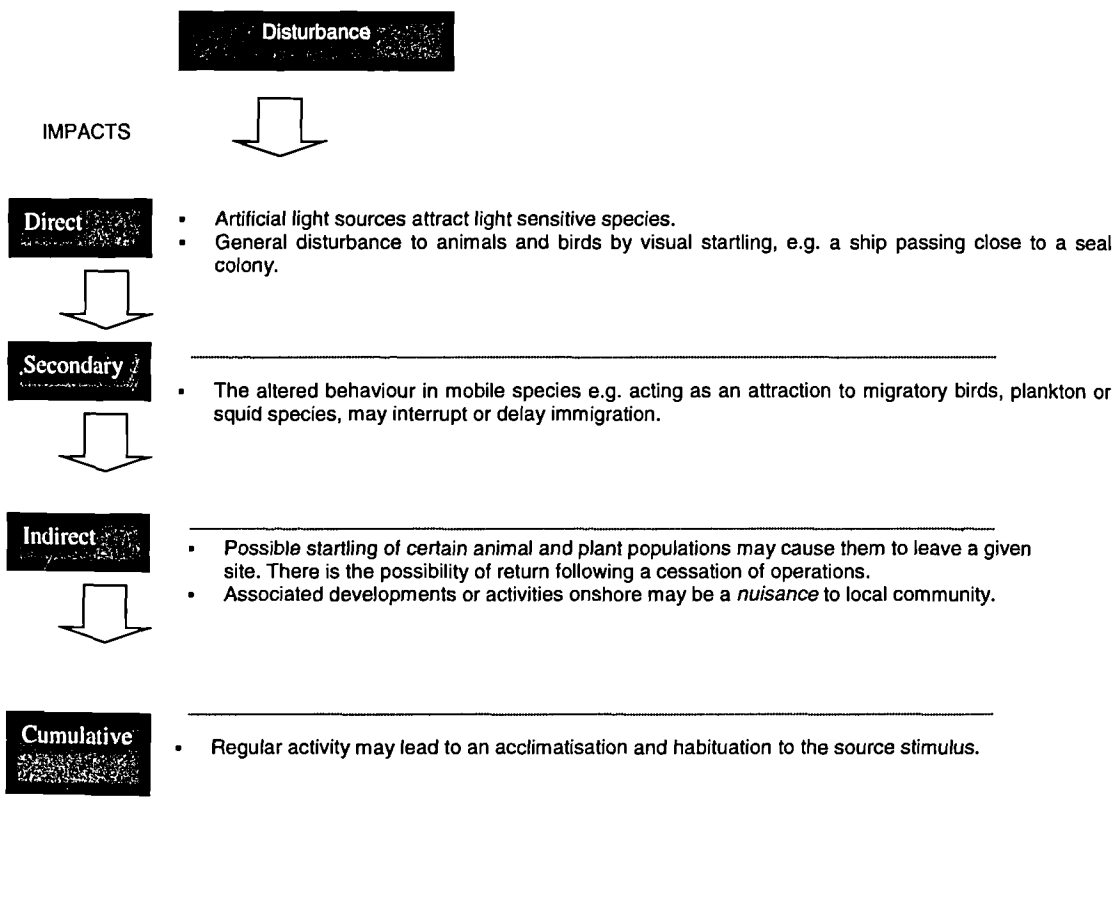 Disturbance
IMPACTS
Direct
▪ Artificial light sources attract light sensitive species.
▪ General disturbance to animals and birds by visual startling, e.g. a ship passing close to a seal
colony.
Secondary
▪ The altered behaviour in mobile species e.g. acting as an attraction to migratory birds, plankton or
squid species, may interrupt or delay immigration.
Indirect
▪ Possible startling of certain animal and plant populations may cause them to leave a given
site. There is the possibility of return following a cessation of operations.
▪ Associated developments or activities onshore may be a nuisance to local community.
Cumulative
▪ Regular activity may lead to an acclimatisation and habituation to the source stimulus.